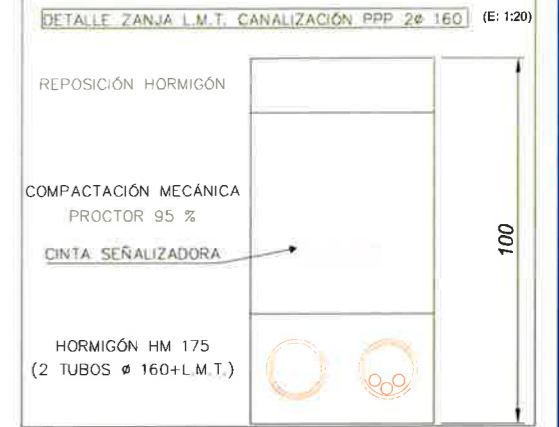 DETALLE ZANJA L.M.T. CANALIZACIÓN PPP 2ø 160 (E: 1:20)
REPOSICIÓN HORMIGÓN
COMPACTACIÓN MECÁNICA
PROCTOR 95 %
CINTA SEÑALIZADORA
100
HORMIGÓN HM 175
(2 TUBOS ø 160+L.M.T.)